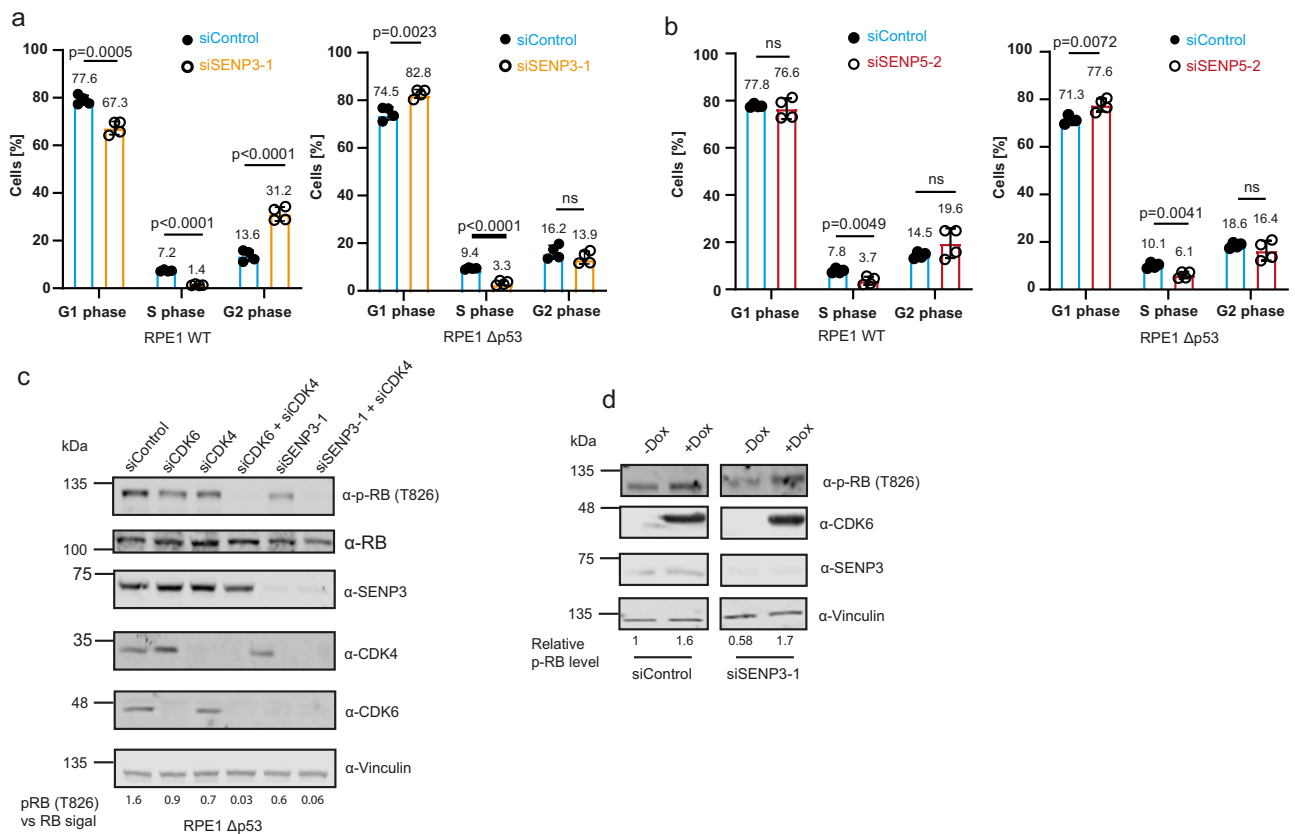 a
siControl
siSENP3-1
p=0.0005
77.6
67.3
p<0.0001
7.2
1.4
p<0.0001
13.6
31.2
Cells [%]
100
80
60
40
20
0
G1 phase S phase G2 phase
RPE1 WT
siControl
siSENP3-1
p=0.0023
74.5
82.8
p<0.0001
9.4
3.3
ns
16.2
13.9
Cells [%]
100
80
60
40
20
0
G1 phase S phase G2 phase
RPE1 Δp53
b
siControl
siSENP5-2
ns
77.8
76.6
p=0.0049
7.8
3.7
ns
14.5
19.6
Cells [%]
100
80
60
40
20
0
G1 phase S phase G2 phase
RPE1 WT
siControl
siSENP5-2
p=0.0072
71.3
77.6
p=0.0041
10.1
6.1
ns
18.6
16.4
Cells [%]
100
80
60
40
20
0
G1 phase S phase G2 phase
RPE1 Δp53
c
kDa
siControl
siCDK6
siCDK4
siCDK6 + siCDK4
siSENP3-1
siSENP3-1 + siCDK4
135
α-p-RB (T826)
100
α-RB
75
α-SENP3
35
α-CDK4
48
α-CDK6
135
α-Vinculin
pRB (T826)
vs RB sigal
1.6 0.9 0.7 0.03 0.6 0.06
RPE1 Δp53
d
kDa
-Dox +Dox -Dox +Dox
135
α-p-RB (T826)
48
α-CDK6
75
α-SENP3
135
α-Vinculin
Relative
p-RB level
1 1.6 0.58 1.7
siControl siSENP3-1